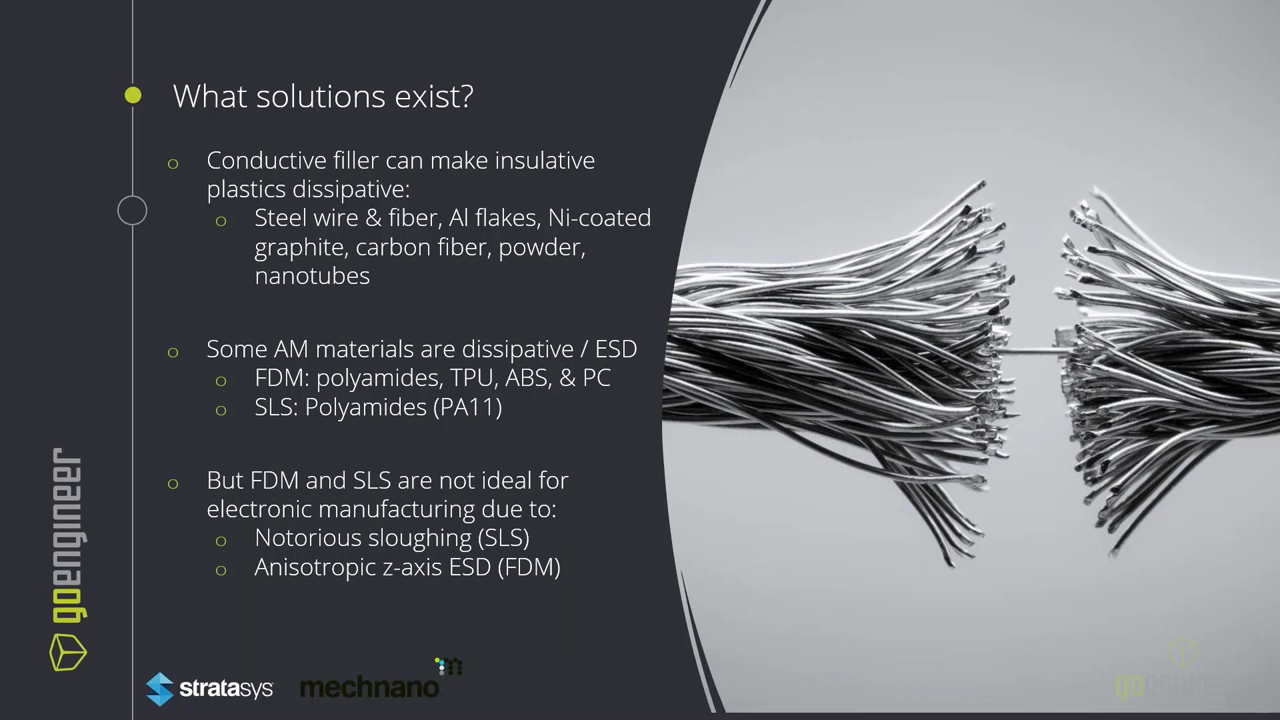 What solutions exist?
Conductive filler can make insulative
plastics dissipative:
Steel wire & fiber, Al flakes, Ni-coated
graphite, carbon fiber, powder,
nanotubes
Some AM materials are dissipative / ESD
FDM: polyamides, TPU, ABS, & PC
SLS: Polyamides (PA11)
But FDM and SLS are not ideal for
electronic manufacturing due to:
Notorious sloughing (SLS)
Anisotropic z-axis ESD (FDM)
goengineer
stratasys
mechnano
goengineer